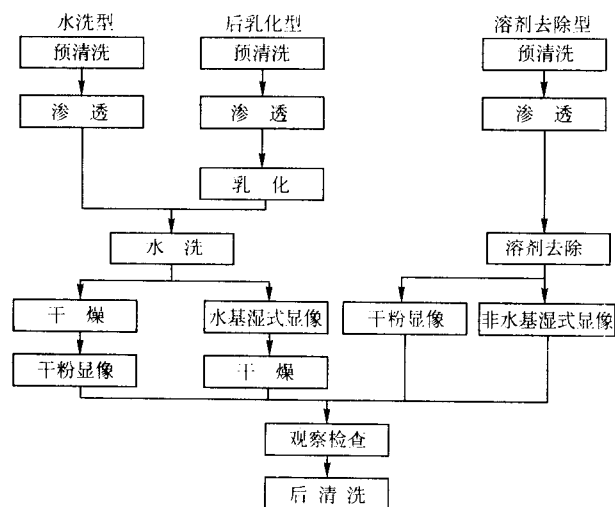 水洗型
后乳化型
溶剂去除型
预清洗
预清洗
预清洗
渗透
渗透
渗透
乳化
水洗
溶剂去除
干燥
水基湿式显像
干粉显像
非水基湿式显像
干粉显像
干燥
观察检查
后清洗